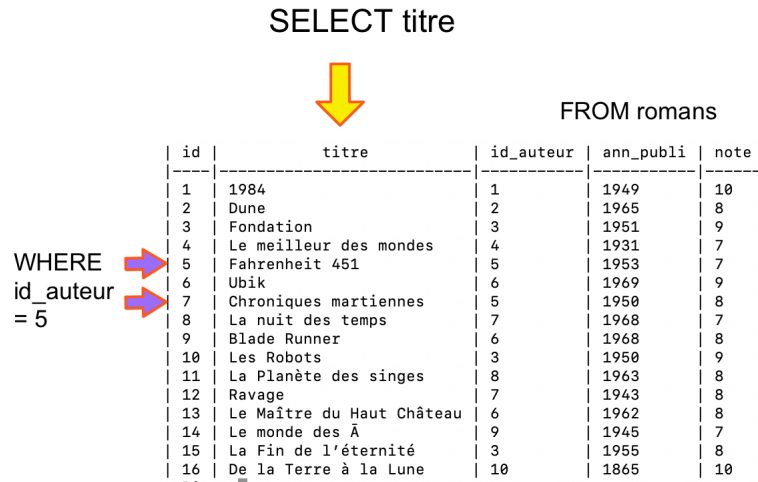 SELECT titre
FROM romans
| id | titre | id_auteur | ann_publi | note
|----|---------------------------|-----------|-----------|-----
| 1 | 1984 | 1 | 1949 | 10
| 2 | Dune | 2 | 1965 | 8
| 3 | Fondation | 3 | 1951 | 9
| 4 | Le meilleur des mondes | 4 | 1931 | 7
WHERE
| 5 | Fahrenheit 451 | 5 | 1953 | 7
| 6 | Ubik | 6 | 1969 | 9
id_auteur
| 7 | Chroniques martiennes | 5 | 1950 | 8
= 5
| 8 | La nuit des temps | 7 | 1968 | 7
| 9 | Blade Runner | 6 | 1968 | 8
| 10 | Les Robots | 3 | 1950 | 9
| 11 | La Planète des singes | 8 | 1963 | 8
| 12 | Ravage | 7 | 1943 | 8
| 13 | Le Maître du Haut Château | 6 | 1962 | 8
| 14 | Le monde des Ā | 9 | 1945 | 7
| 15 | La Fin de l’éternité | 3 | 1955 | 8
| 16 | De la Terre à la Lune | 10 | 1865 | 10